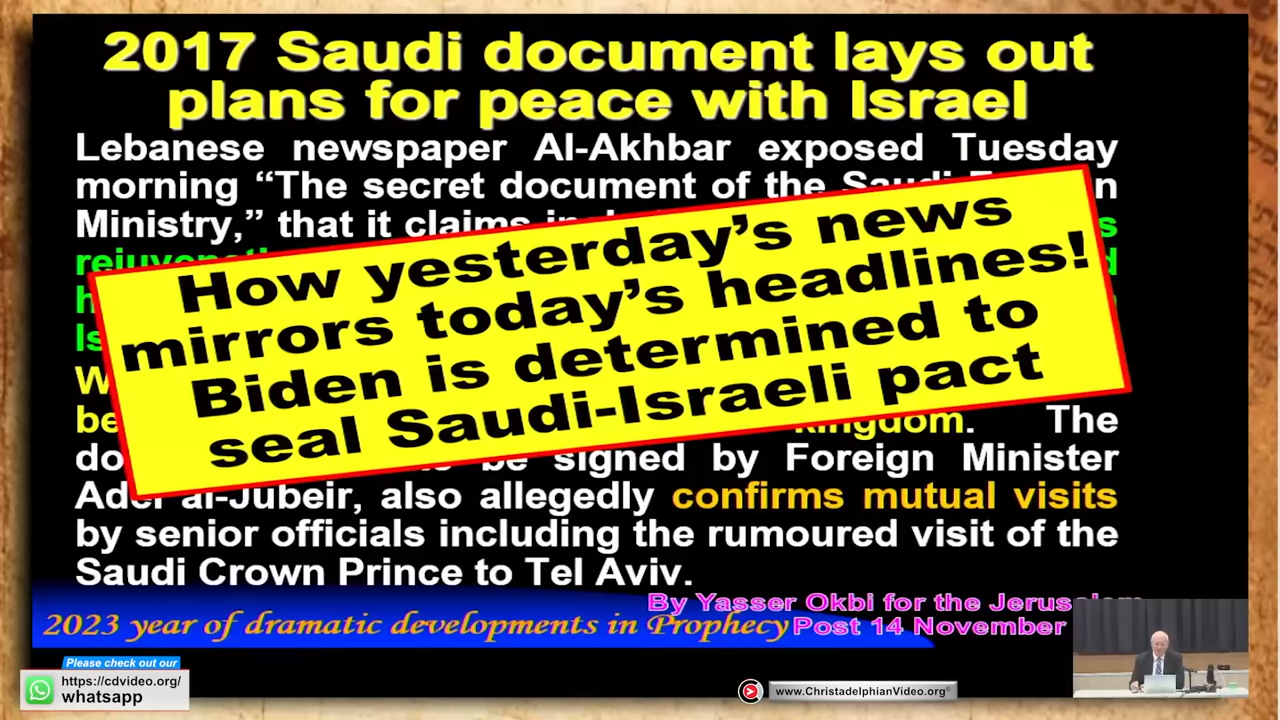 2017 Saudi document lays out
plans for peace with Israel
Lebanese newspaper Al-Akhbar exposed Tuesday
morning “The secret document of the Saudi
Ministry,” that it claims
How yesterday’s news
mirrors today’s headlines!
Biden is determined to
seal Saudi-Israeli pact
kingdom. The
be signed by Foreign Minister
Adel al-Jubeir, also allegedly confirms mutual visits
by senior officials including the rumoured visit of the
Saudi Crown Prince to Tel Aviv.
By Yasser Okbi for the Jerusalem
Post 14 November
2023 year of dramatic developments in Prophecy
Please check out our
https://cdvideo.org/
whatsapp
www.ChristadelphianVideo.org